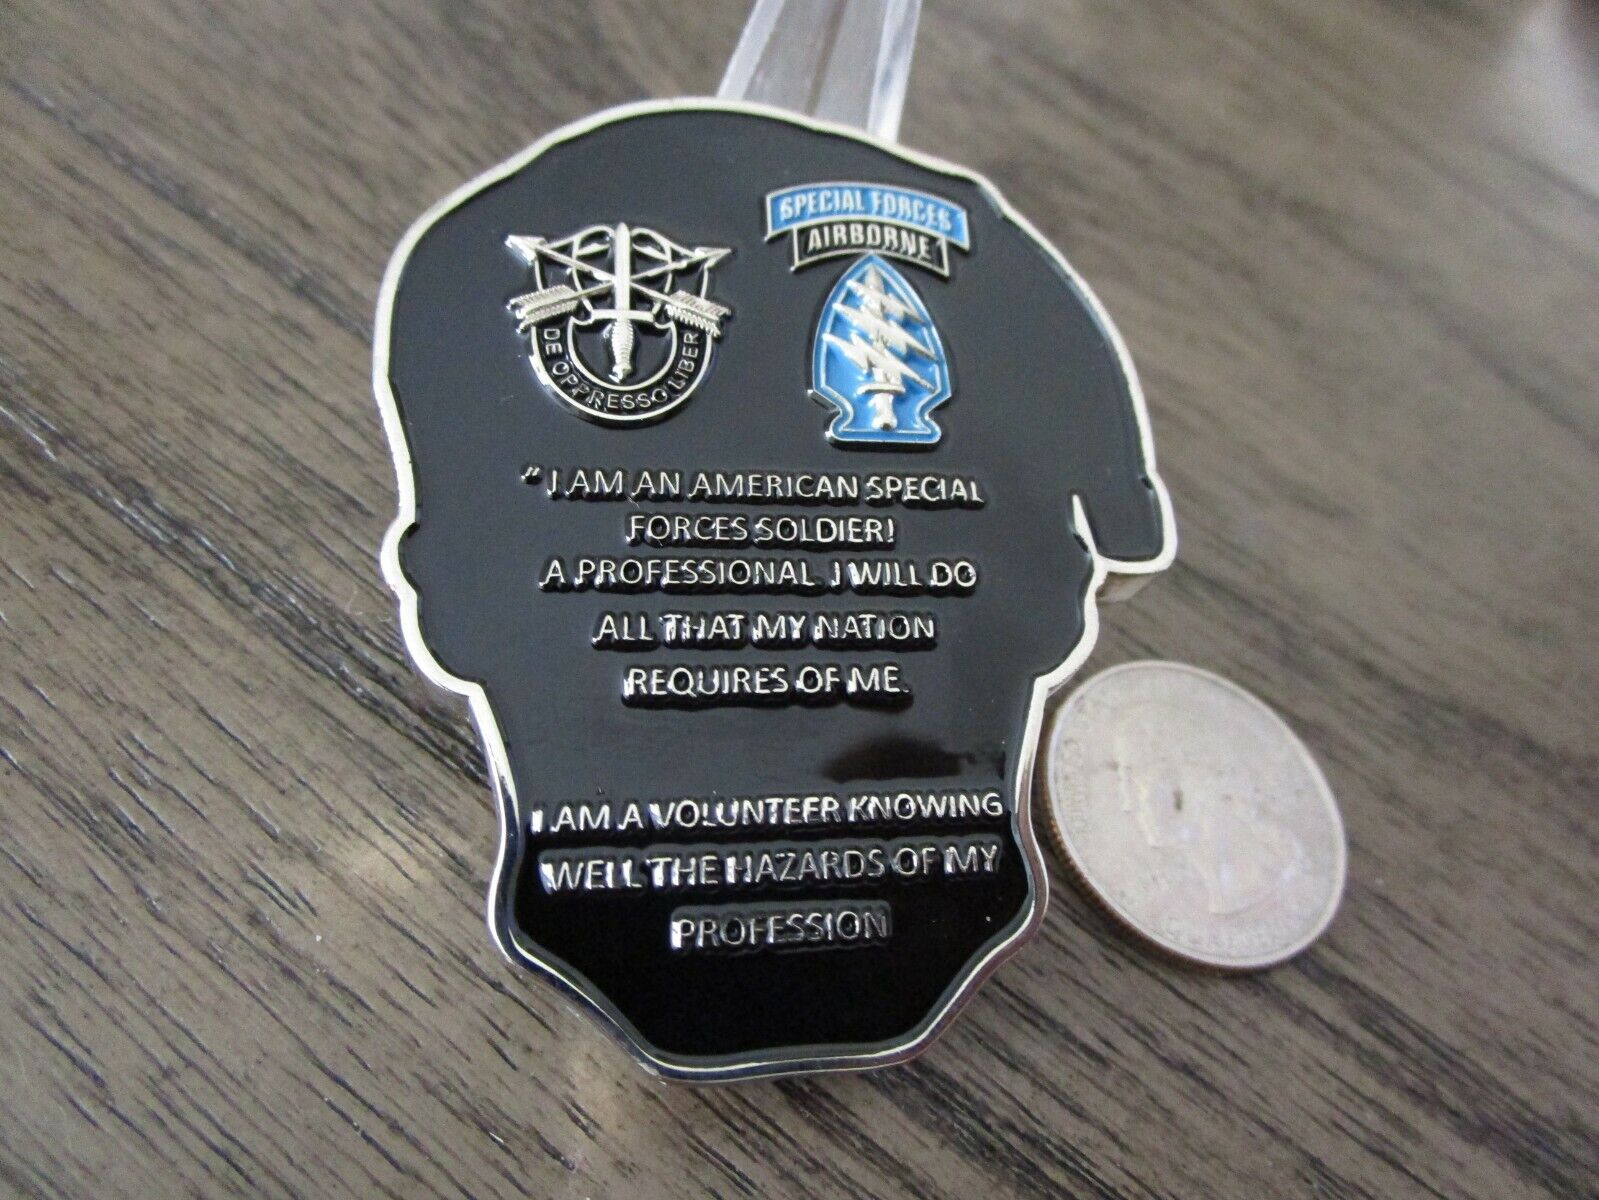 SPECIAL FORCES
AIRBORNE
DE OPPRESSO LIBER
" I AM AN AMERICAN SPECIAL
FORCES SOLDIER!
A PROFESSIONAL I WILL DO
ALL THAT MY NATION
REQUIRES OF ME.
I AM A VOLUNTEER KNOWING
WELL THE HAZARDS OF MY
PROFESSION